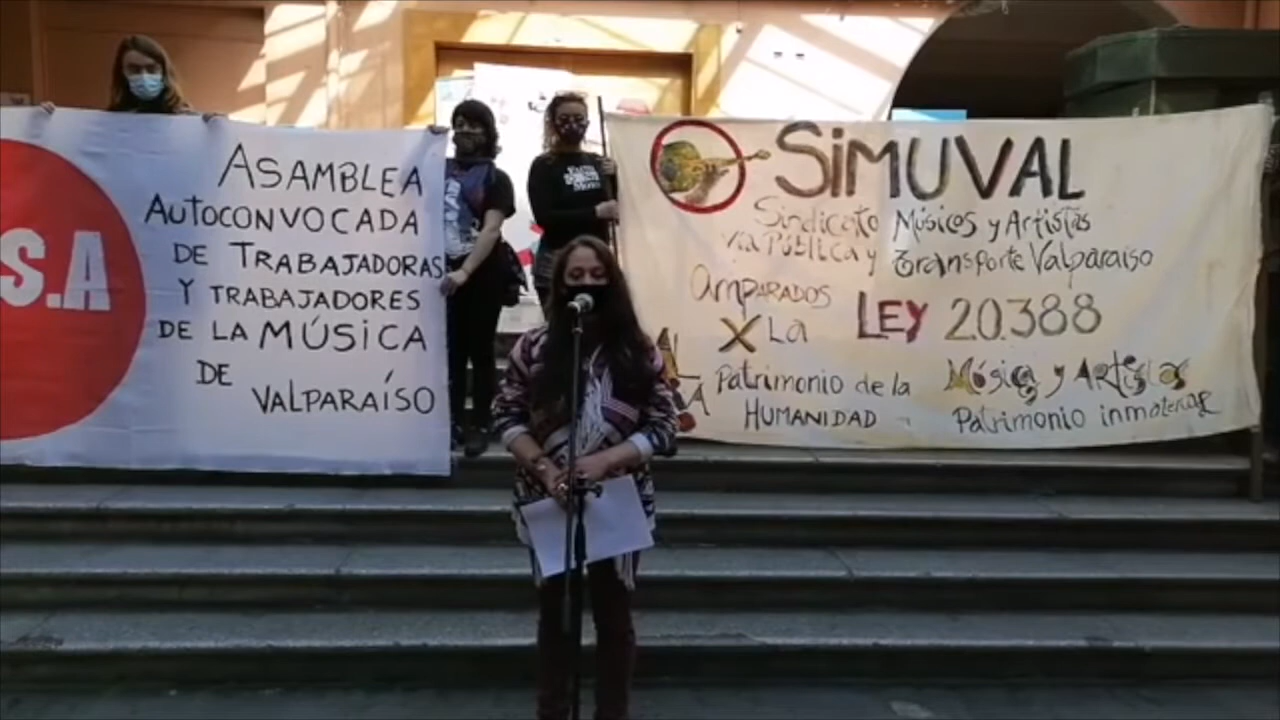 S.A
ASAMBLEA
AUTOCONVOCADA
DE TRABAJADORAS
Y TRABAJADORES
DE LA MÚSICA
DE
VALPARAÍSO
SIMUVAL
Sindicato Músicos y Artistas
Vía Pública y Transporte Valparaíso
Amparados
X La LEY 20.388
Patrimonio de la
HUMANIDAD
Música y Artistas
Patrimonio inmaterial